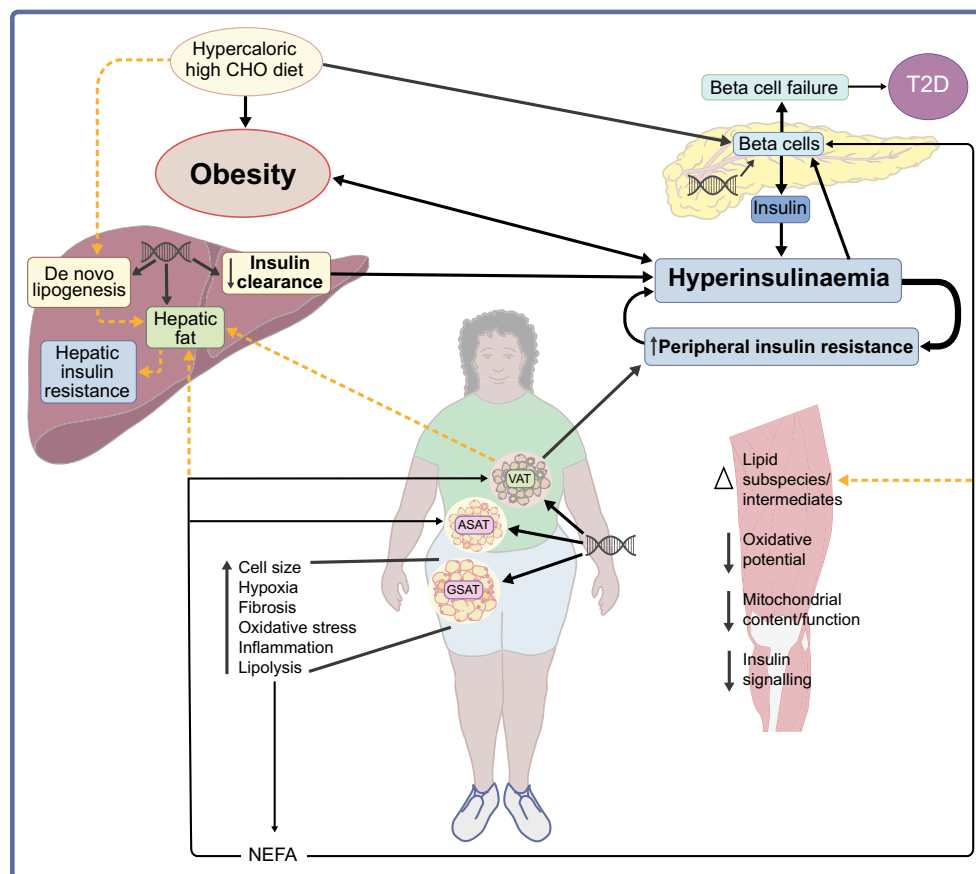 Hypercaloric
high CHO diet
Beta cell failure
T2D
Obesity
Beta cells
Insulin
De novo
lipogenesis
↓ Insulin
clearance
Hyperinsulinaemia
Hepatic
fat
Hepatic
insulin
resistance
↑Peripheral insulin resistance
VAT
ASAT
GSAT
Cell size
Hypoxia
Fibrosis
Oxidative stress
Inflammation
Lipolysis
△ Lipid
subspecies/
intermediates
↓ Oxidative
potential
↓ Mitochondrial
content/function
↓ Insulin
signalling
NEFA